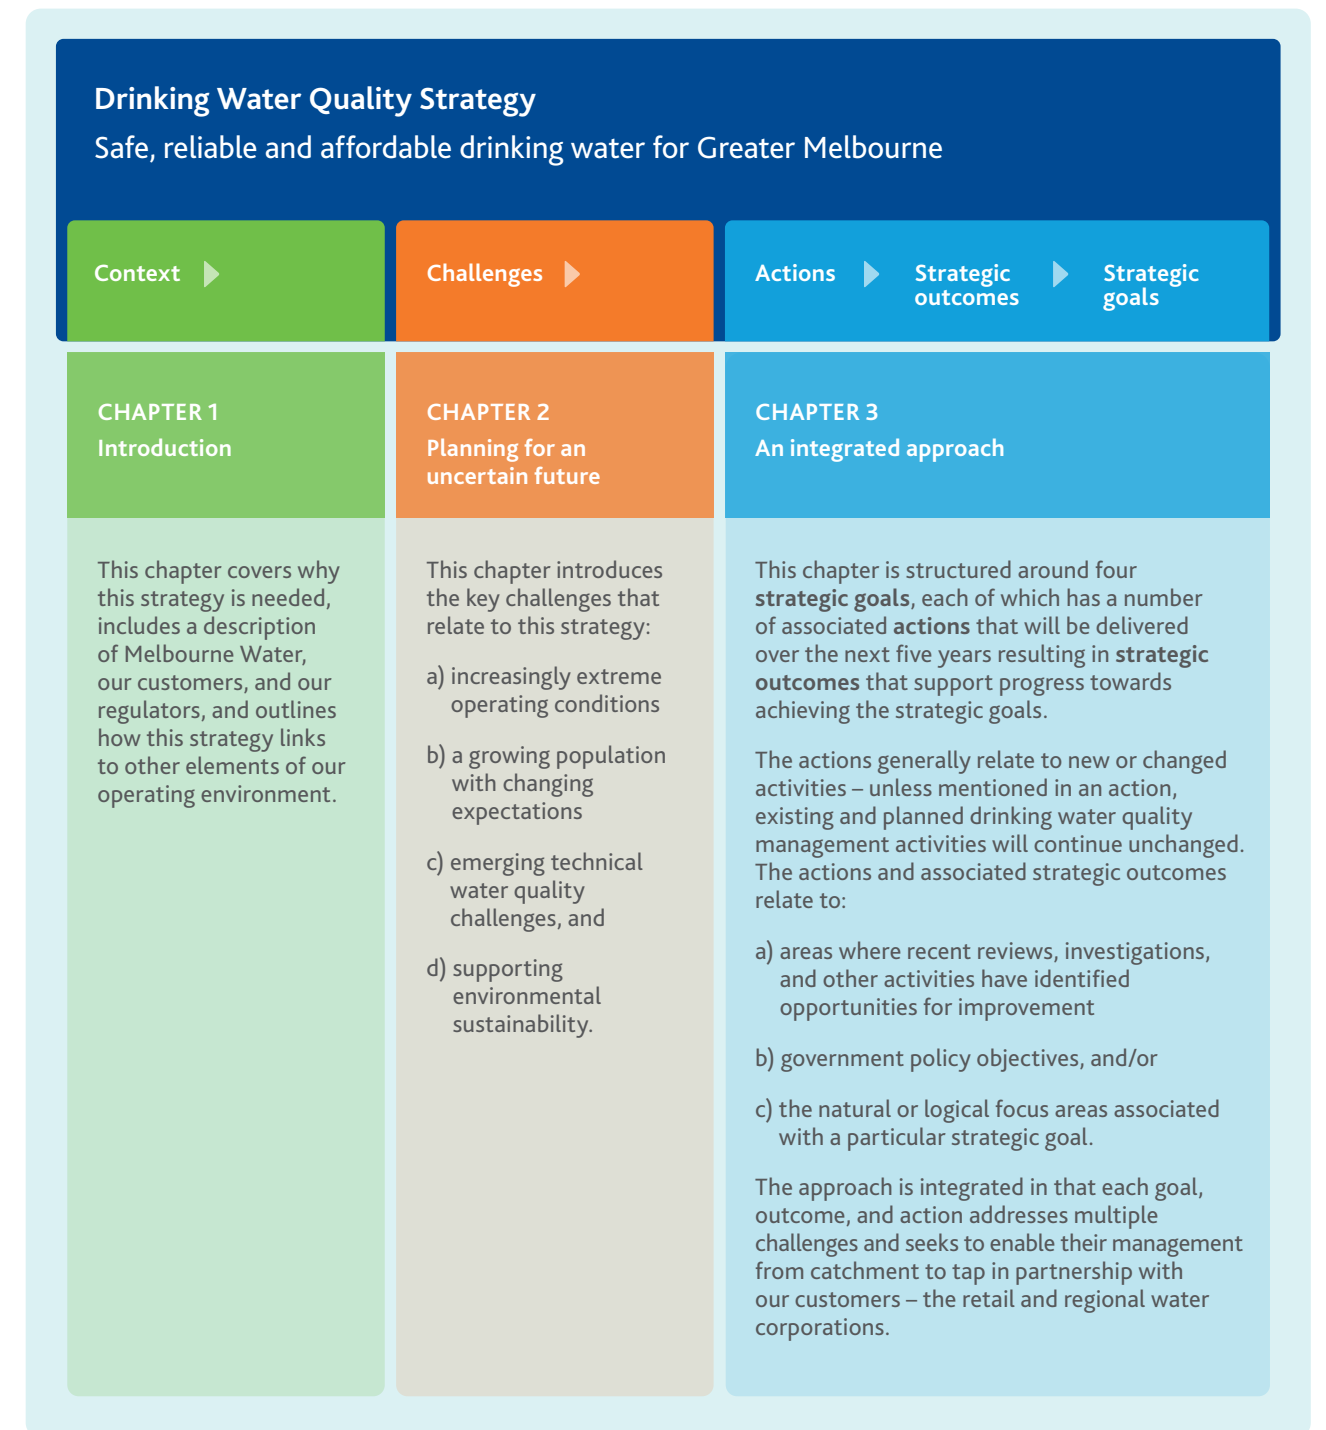 Drinking Water Quality Strategy
Safe, reliable and affordable drinking water for Greater Melbourne
Context
Challenges
Actions
Strategic
outcomes
Strategic
goals
CHAPTER 1
Introduction
This chapter covers why
this strategy is needed,
includes a description
of Melbourne Water,
our customers, and our
regulators, and outlines
how this strategy links
to other elements of our
operating environment.
CHAPTER 2
Planning for an
uncertain future
This chapter introduces
the key challenges that
relate to this strategy:
a) increasingly extreme
operating conditions
b) a growing population
with changing
expectations
c) emerging technical
water quality
challenges, and
d) supporting
environmental
sustainability.
CHAPTER 3
An integrated approach
This chapter is structured around four
strategic goals, each of which has a number
of associated actions that will be delivered
over the next five years resulting in strategic
outcomes that support progress towards
achieving the strategic goals.
The actions generally relate to new or changed
activities – unless mentioned in an action,
existing and planned drinking water quality
management activities will continue unchanged.
The actions and associated strategic outcomes
relate to:
a) areas where recent reviews, investigations,
and other activities have identified
opportunities for improvement
b) government policy objectives, and/or
c) the natural or logical focus areas associated
with a particular strategic goal.
The approach is integrated in that each goal,
outcome, and action addresses multiple
challenges and seeks to enable their management
from catchment to tap in partnership with
our customers – the retail and regional water
corporations.